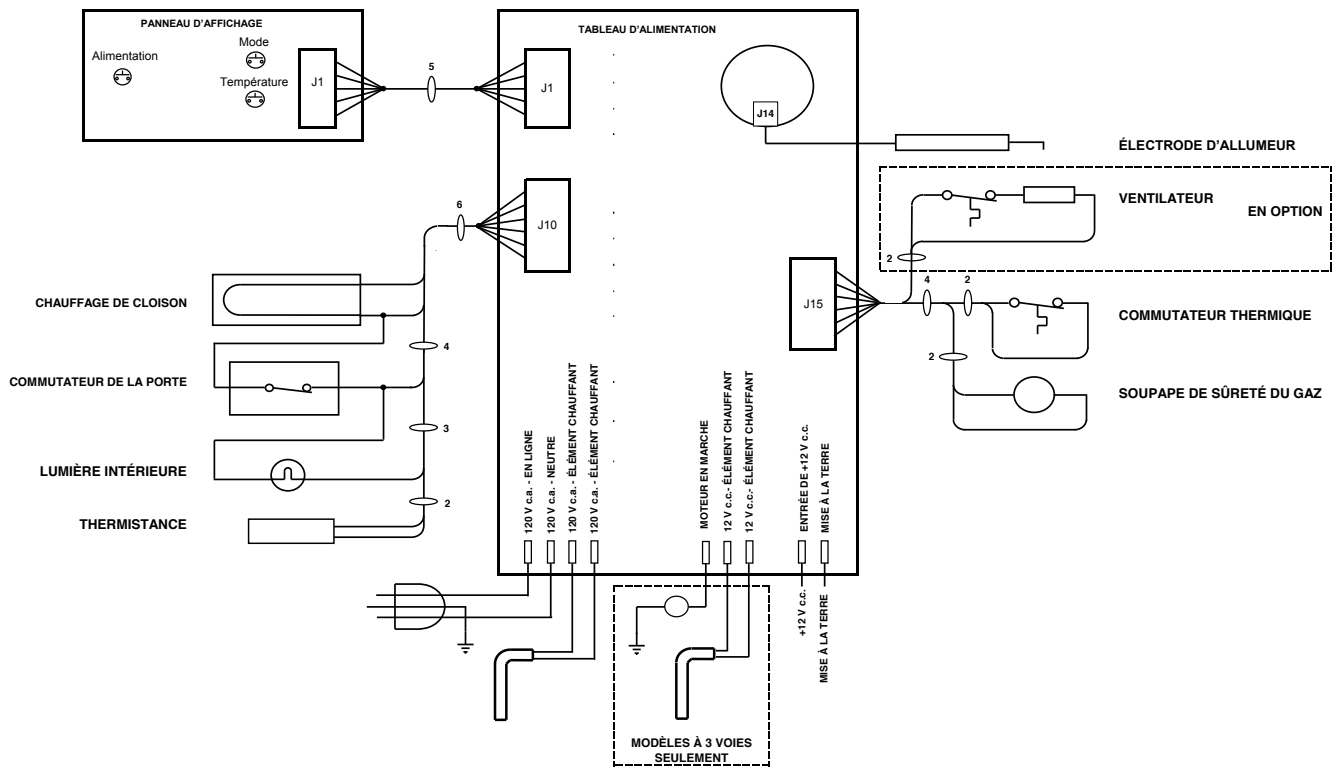 PANNEAU D'AFFICHAGE
Alimentation
Mode
Température
J1
5
TABLEAU D'ALIMENTATION
J1
J14
ÉLECTRODE D'ALLUMEUR
VENTILATEUR
EN OPTION
2
6
J10
J15
4
2
COMMUTATEUR THERMIQUE
2
SOUPAPE DE SÛRETÉ DU GAZ
CHAUFFAGE DE CLOISON
4
COMMUTATEUR DE LA PORTE
3
LUMIÈRE INTÉRIEURE
2
THERMISTANCE
120 V c.a. - EN LIGNE
120 V c.a. - NEUTRE
120 V c.a. - ÉLÉMENT CHAUFFANT
120 V c.a. - ÉLÉMENT CHAUFFANT
MOTEUR EN MARCHE
12 V c.c.- ÉLÉMENT CHAUFFANT
12 V c.c.- ÉLÉMENT CHAUFFANT
ENTRÉE DE +12 V c.c.
MISE À LA TERRE
+12 V c.c.
MISE À LA TERRE
MODÈLES À 3 VOIES
SEULEMENT